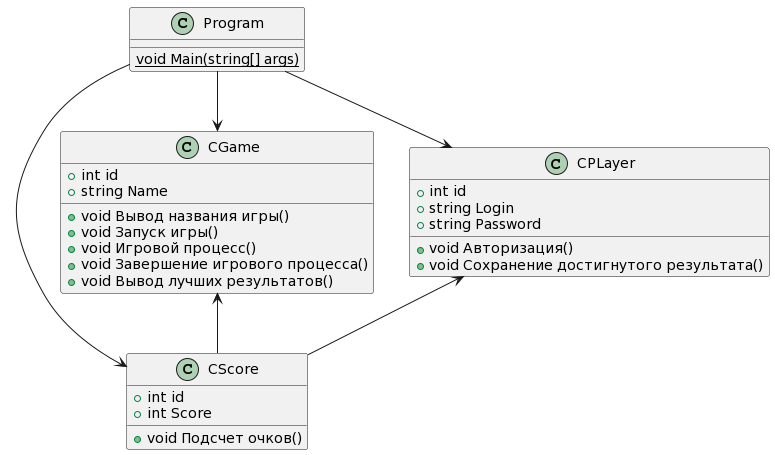 C Program
void Main(string[] args)
C CGame
int id
string Name
void Вывод названия игры()
void Запуск игры()
void Игровой процесс()
void Завершение игрового процесса()
void Вывод лучших результатов()
C CPLayer
int id
string Login
string Password
void Авторизация()
void Сохранение достигнутого результата()
C CScore
int id
int Score
void Подсчет очков()